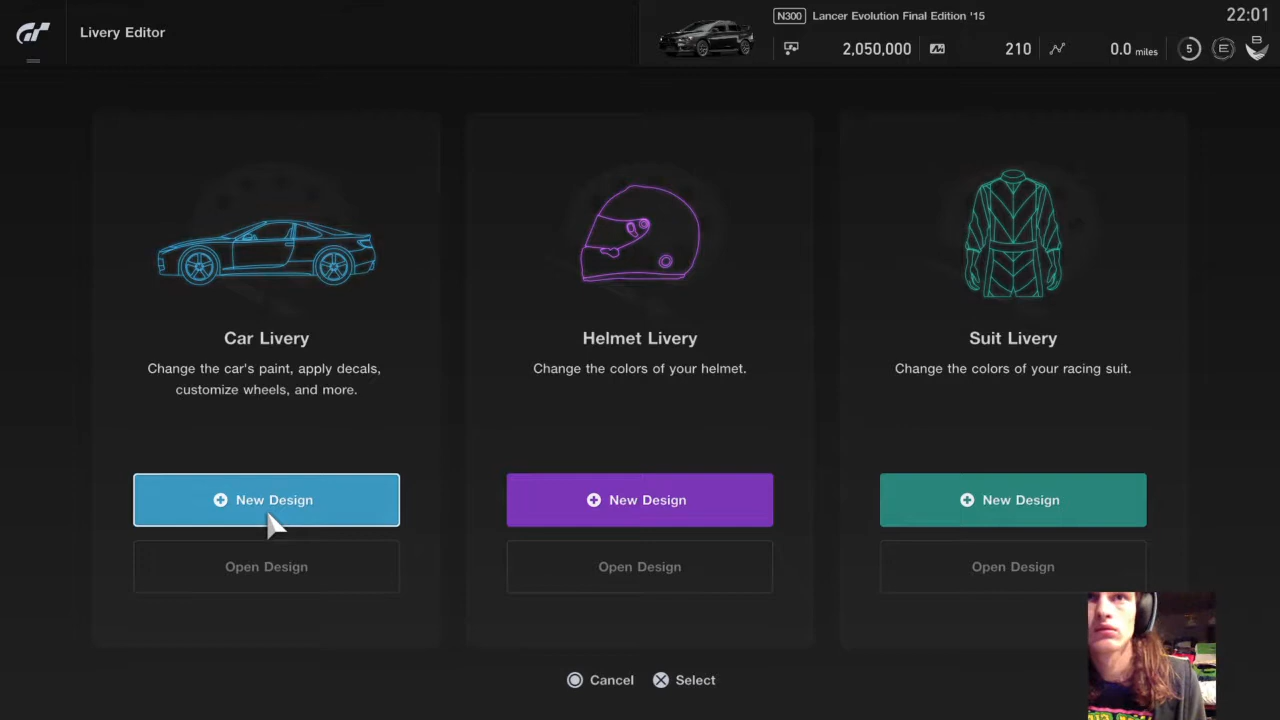 Livery Editor
N300 Lancer Evolution Final Edition '15
22:01
2,050,000 210 0.0 miles 5 E B
Car Livery
Change the car's paint, apply decals,
customize wheels, and more.
New Design
Open Design
Helmet Livery
Change the colors of your helmet.
New Design
Open Design
Suit Livery
Change the colors of your racing suit.
New Design
Open Design
Cancel Select